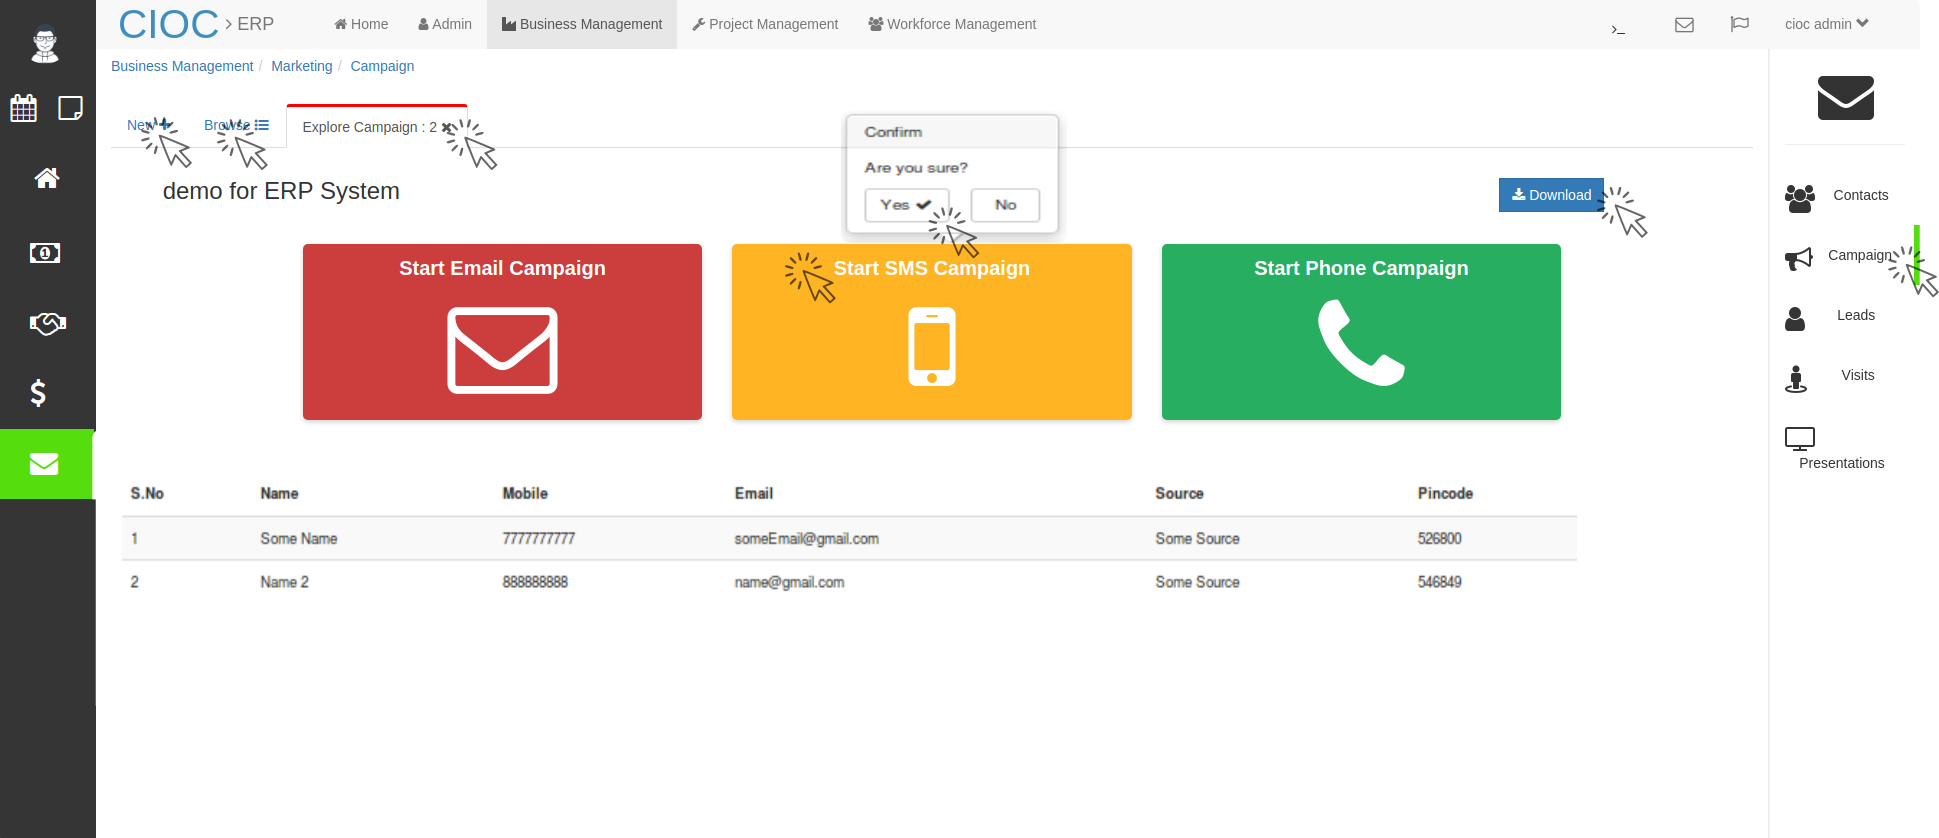 CIOC > ERP Home Admin Business Management Project Management Workforce Management >_ cioc admin
Business Management / Marketing / Campaign
New Browse Explore Campaign : 2
Confirm
Are you sure?
Yes No
demo for ERP System
Download
Start Email Campaign
Start SMS Campaign
Start Phone Campaign
S.No Name Mobile Email Source Pincode
1 Some Name 7777777777 someEmail@gmail.com Some Source 526800
2 Name 2 888888888 name@gmail.com Some Source 546849
Contacts
Campaign
Leads
Visits
Presentations